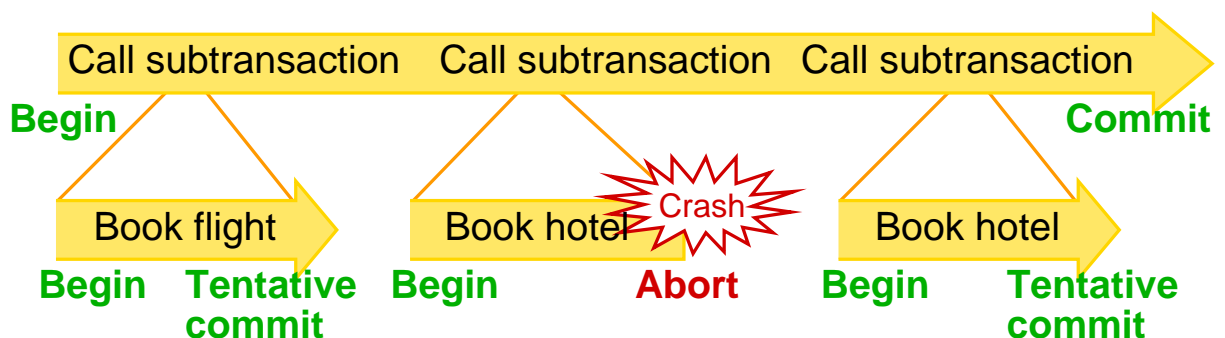 Call subtransaction Call subtransaction Call subtransaction
Begin Commit
Book flight Book hotel Crash Book hotel
Begin Tentative commit Begin Abort Begin Tentative commit